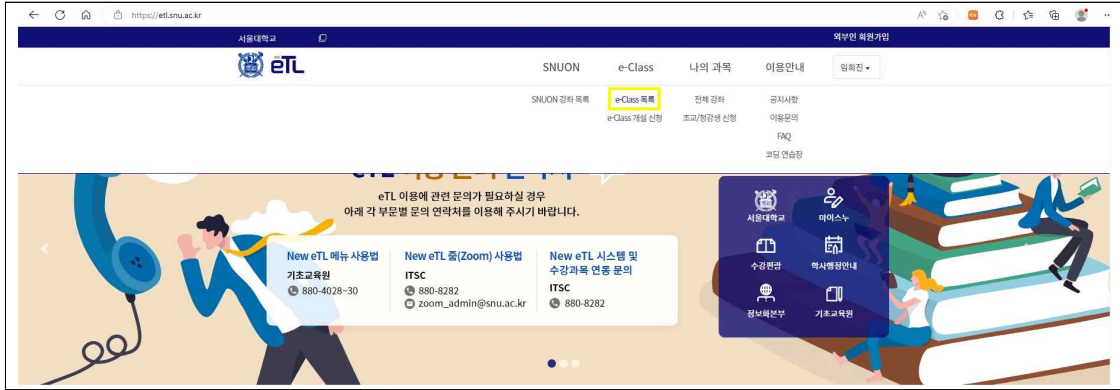 https://etl.snu.ac.kr
서울대학교
외부인 회원가입
eTL
SNUON
e-Class
나의 과목
이용안내
임희진
SNUON 강좌 목록
e-Class 목록
전체 강좌
공지사항
e-Class 개설 신청
조교/청강생 신청
이용문의
FAQ
코딩 연습장
eTL 이용에 관련 문의가 필요하실 경우
아래 각 부문별 문의 연락처를 이용해 주시기 바랍니다.
New eTL 메뉴 사용법
기초교육원
880-4028~30
New eTL 줌(Zoom) 사용법
ITSC
880-8282
zoom_admin@snu.ac.kr
New eTL 시스템 및
수강과목 연동 문의
ITSC
880-8282
서울대학교
마이스누
수강편람
학사행정안내
정보화본부
기초교육원